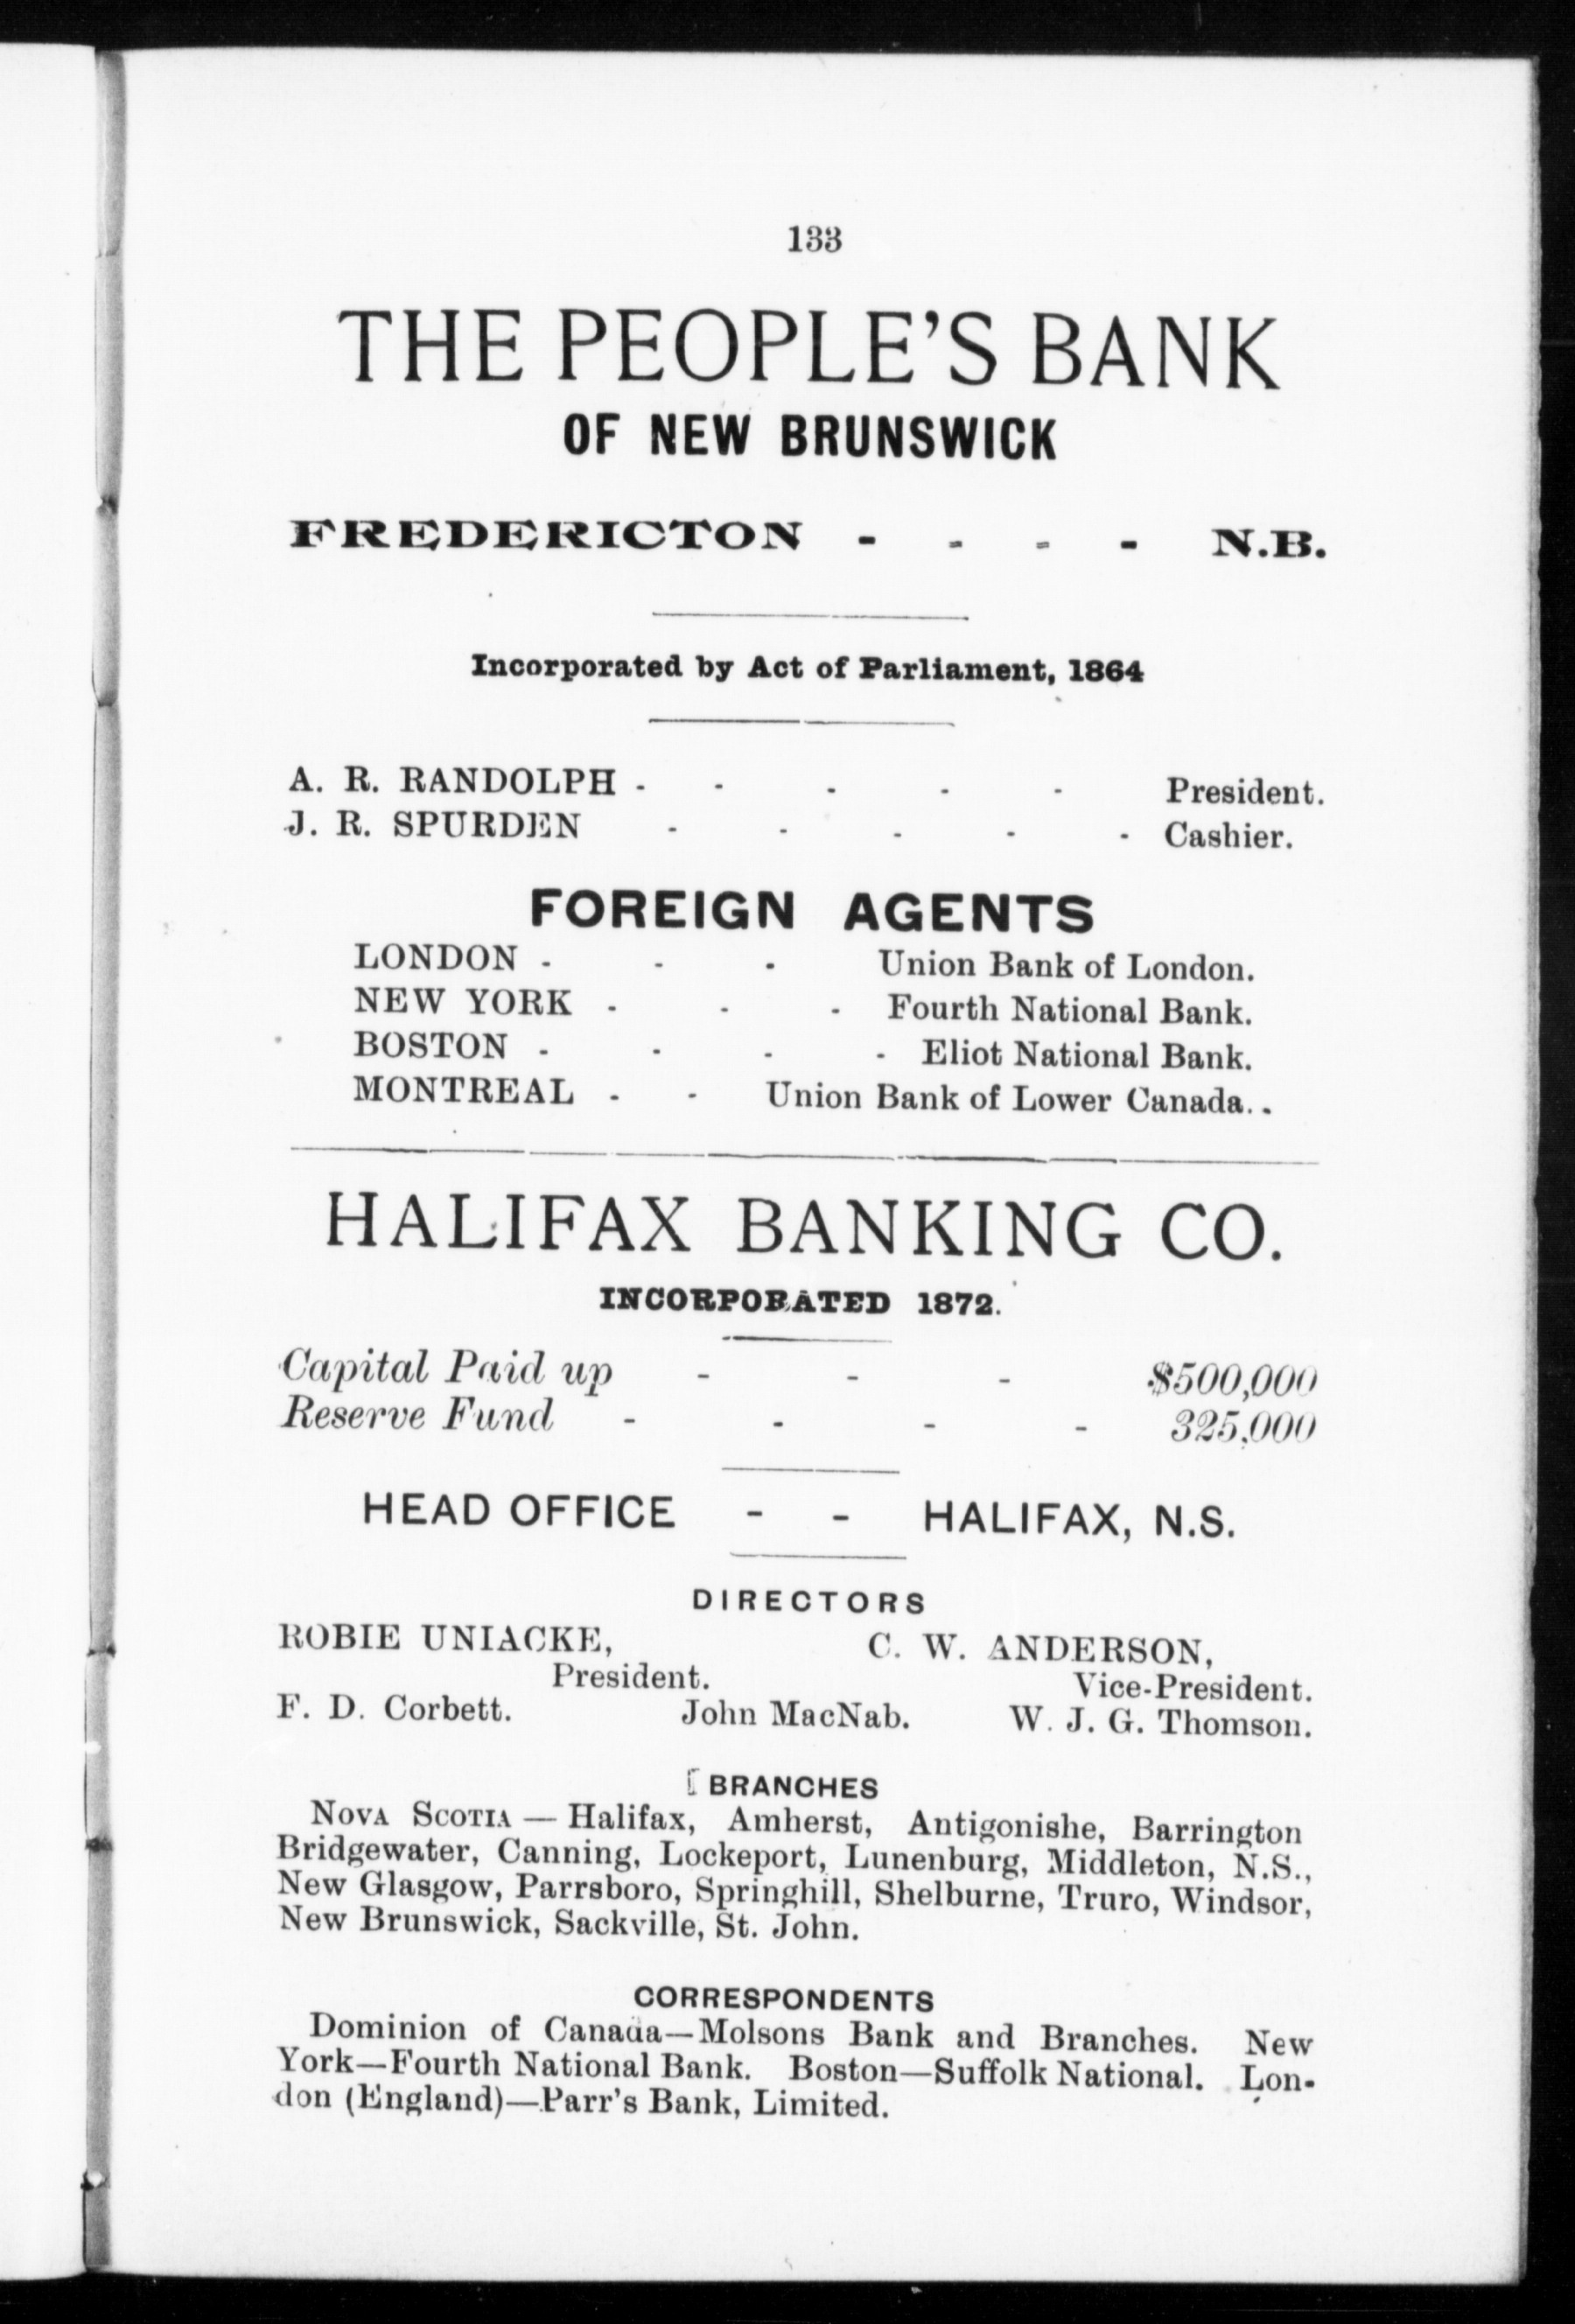 133
THE PEOPLE'S BANK
OF NEW BRUNSWICK
FREDERICTON - - - - N.B.
Incorporated by Act of Parliament, 1864
A. R. RANDOLPH - - - - - President.
J. R. SPURDEN - - - - - Cashier.
FOREIGN AGENTS
LONDON - - - Union Bank of London.
NEW YORK - - - Fourth National Bank.
BOSTON - - - - Eliot National Bank.
MONTREAL - - Union Bank of Lower Canada..
HALIFAX BANKING CO.
INCORPORATED 1872.
Capital Paid up - - - $500,000
Reserve Fund - - - - 325,000
HEAD OFFICE - - HALIFAX, N.S.
DIRECTORS
ROBIE UNIACKE, C. W. ANDERSON,
President. Vice-President.
F. D. Corbett. John MacNab. W. J. G. Thomson.
[ BRANCHES
NOVA SCOTIA — Halifax, Amherst, Antigonishe, Barrington
Bridgewater, Canning, Lockeport, Lunenburg, Middleton, N.S.,
New Glasgow, Parrsboro, Springhill, Shelburne, Truro, Windsor,
New Brunswick, Sackville, St. John.
CORRESPONDENTS
Dominion of Canada—Molsons Bank and Branches. New
York—Fourth National Bank. Boston—Suffolk National. Lon-
don (England)—Parr's Bank, Limited.